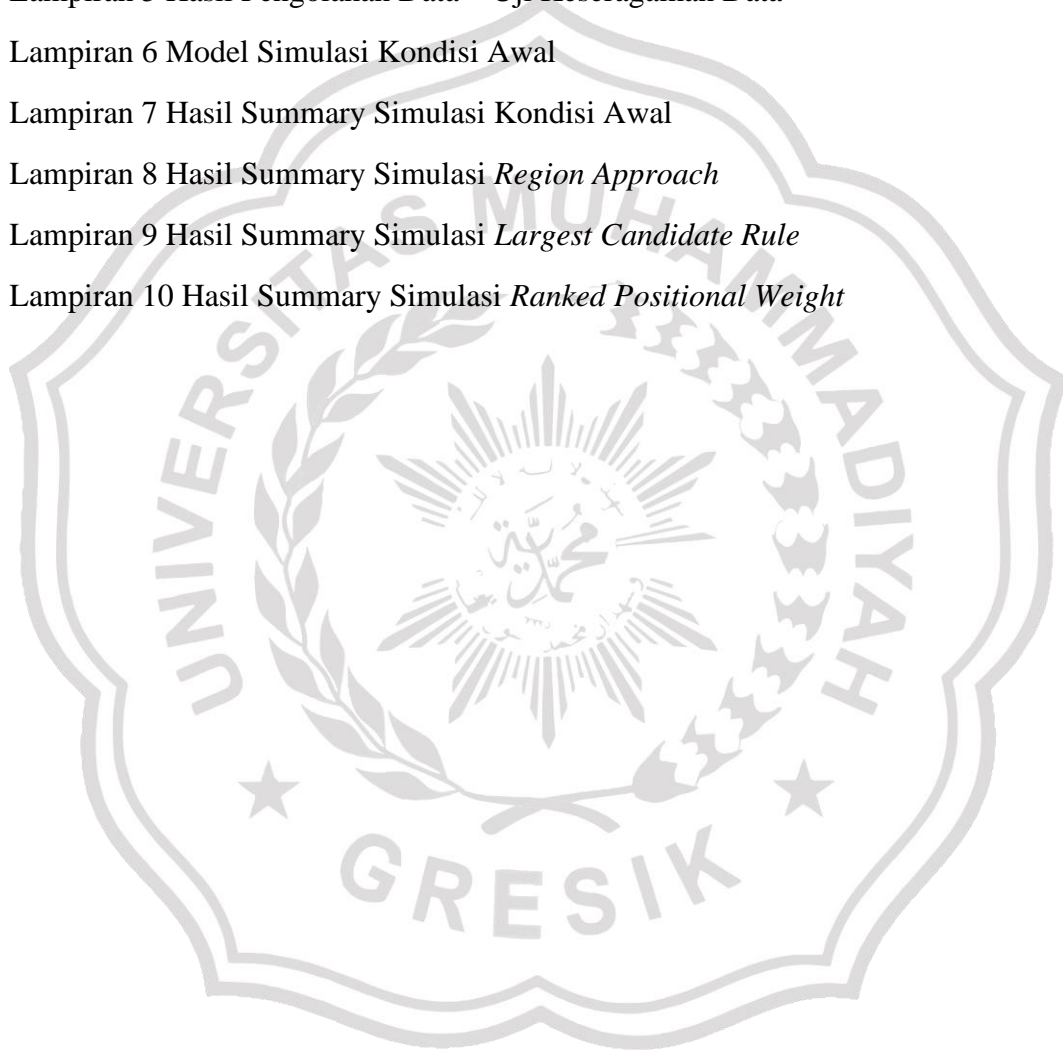 Lampiran 6 Model Simulasi Kondisi Awal
Lampiran 7 Hasil Summary Simulasi Kondisi Awal
Lampiran 8 Hasil Summary Simulasi Region Approach
Lampiran 9 Hasil Summary Simulasi Largest Candidate Rule
Lampiran 10 Hasil Summary Simulasi Ranked Positional Weight
UNIVERSITAS MUHAMMADIYAH
محمد
GRESIK